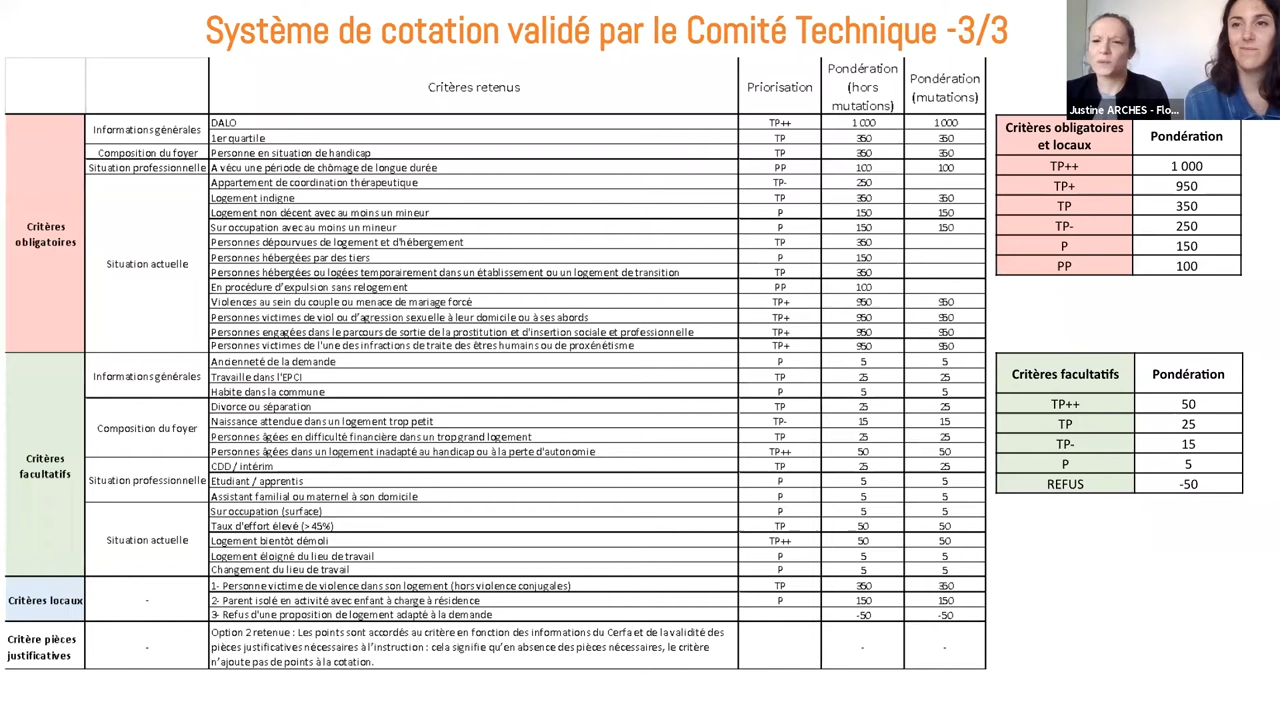 Système de cotation validé par le Comité Technique -3/3
Justine ARCHES - Flo...
Critères retenus Priorisation Pondération (hors mutations) Pondération (mutations)
Critères obligatoires
Informations générales
DALO TP++ 1 000 1 000
1er quartile TP 350 350
Composition du foyer Personne en situation de handicap TP 350 350
Situation professionnelle A vécu une période de chômage de longue durée PP 100 100
Situation actuelle
Appartement de coordination thérapeutique TP- 250
Logement indigne TP 350 350
Logement non décent avec au moins un mineur P 150 150
Sur occupation avec au moins un mineur P 150 150
Personnes dépourvues de logement et d'hébergement TP 350
Personnes hébergées par des tiers P 150
Personnes hébergées ou logées temporairement dans un établissement ou un logement de transition TP 350
En procédure d'expulsion sans relogement PP 100
Violences au sein du couple ou menace de mariage forcé TP+ 950 950
Personnes victimes de viol ou d’agression sexuelle à leur domicile ou à ses abords TP+ 950 950
Personnes engagées dans le parcours de sortie de la prostitution et d'insertion sociale et professionnelle TP+ 950 950
Personnes victimes de l'une des infractions de traite des êtres humains ou de proxénétisme TP+ 950 950
Critères facultatifs
Informations générales
Ancienneté de la demande P 5 5
Travaille dans l'EPCI TP 25 25
Habite dans la commune P 5 5
Composition du foyer
Divorce ou séparation TP 25 25
Naissance attendue dans un logement trop petit TP- 15 15
Personnes âgées en difficulté financière dans un trop grand logement TP 25 25
Personnes âgées dans un logement inadapté au handicap ou à la perte d'autonomie TP++ 50 50
Situation professionnelle
CDD / intérim TP 25 25
Etudiant / apprentis P 5 5
Assistant familial ou maternel à son domicile P 5 5
Situation actuelle
Sur occupation (surface) P 5 5
Taux d'effort élevé (> 45%) TP 50 50
Logement bientôt démoli TP++ 50 50
Logement éloigné du lieu de travail P 5 5
Changement du lieu de travail P 5 5
Critères locaux -
1- Personne victime de violence dans son logement (hors violence conjugales) TP 350 350
2- Parent isolé en activité avec enfant à charge à résidence P 150 150
3- Refus d'une proposition de logement adapté à la demande -50 -50
Critère pièces justificatives -
Option 2 retenue : Les points sont accordés au critère en fonction des informations du Cerfa et de la validité des
pièces justificatives nécessaires à l’instruction : cela signifie qu’en absence des pièces nécessaires, le critère
n’ajoute pas de points à la cotation. - -
Critères obligatoires et locaux Pondération
TP++ 1 000
TP+ 950
TP 350
TP- 250
P 150
PP 100
Critères facultatifs Pondération
TP++ 50
TP 25
TP- 15
P 5
REFUS -50